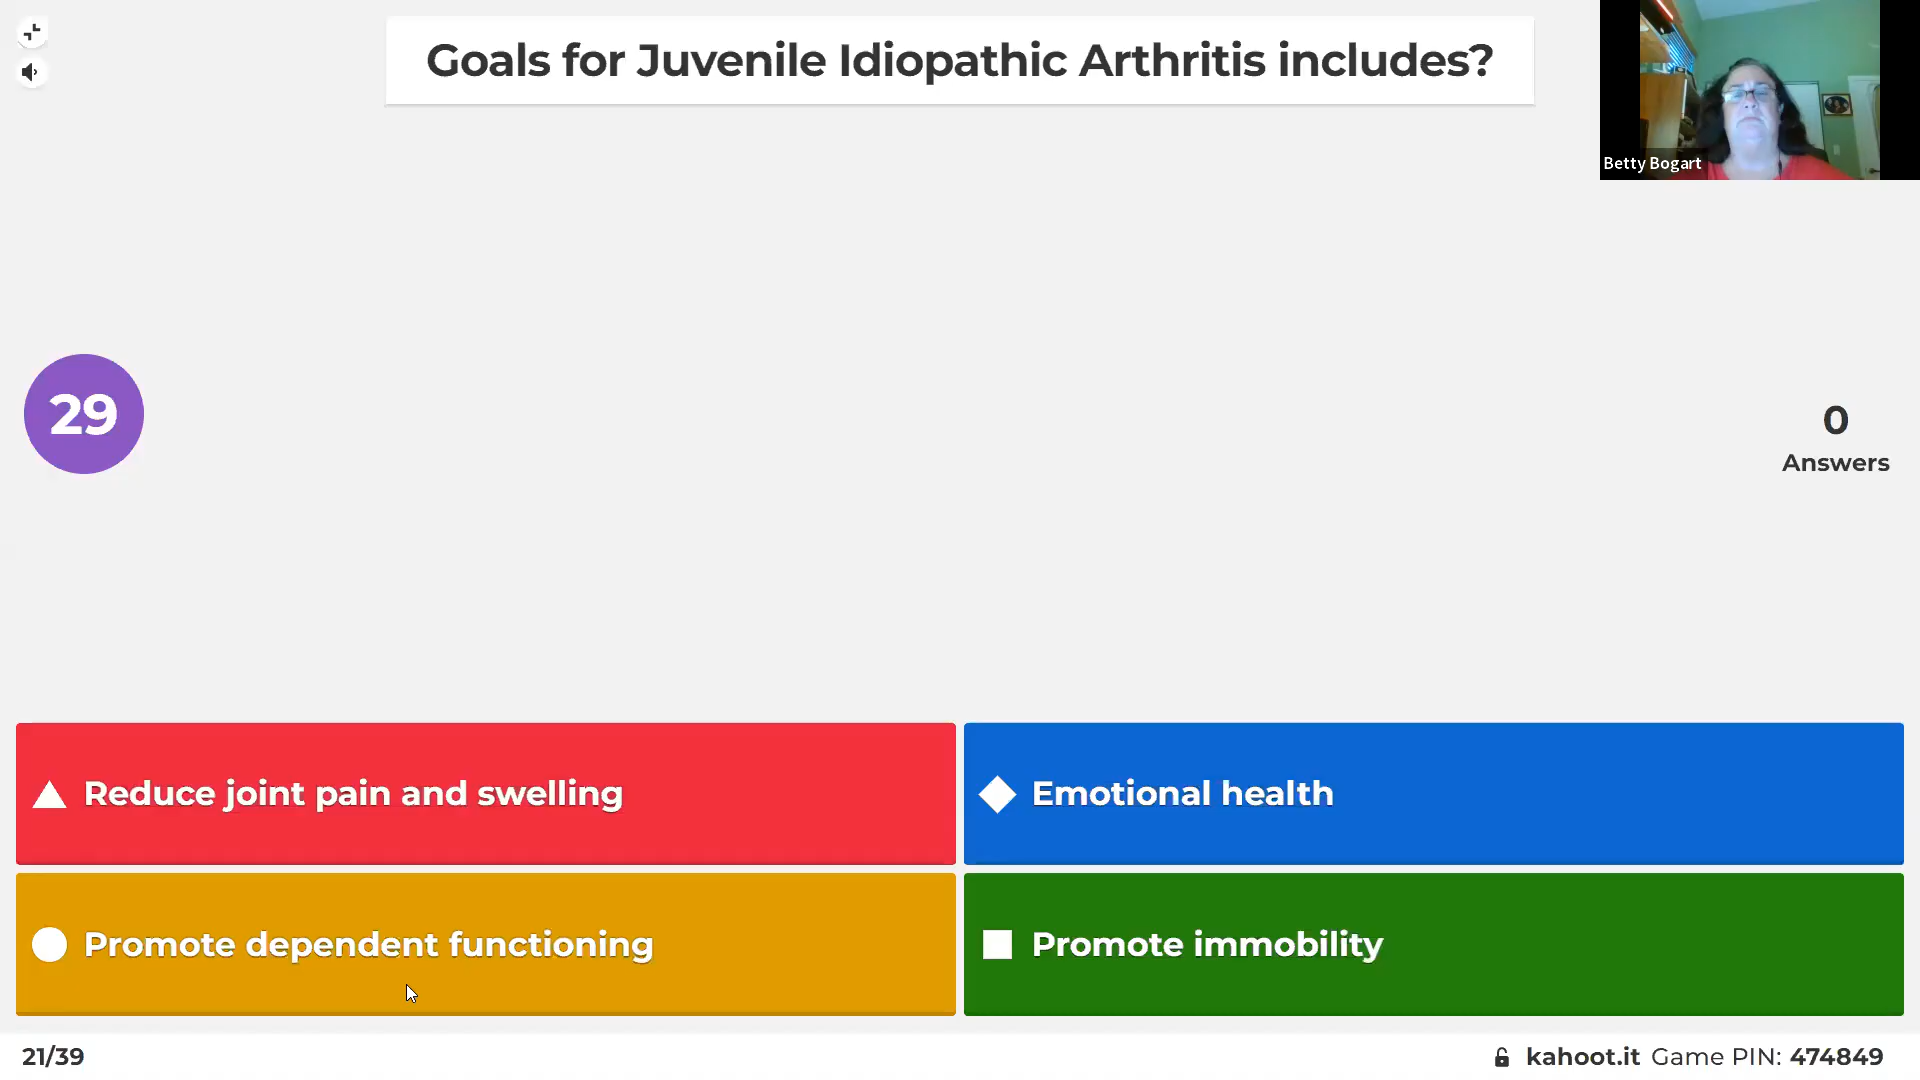 Goals for Juvenile Idiopathic Arthritis includes?
Betty Bogart
29
0
Answers
Reduce joint pain and swelling
Emotional health
Promote dependent functioning
Promote immobility
21/39
kahoot.it Game PIN: 474849